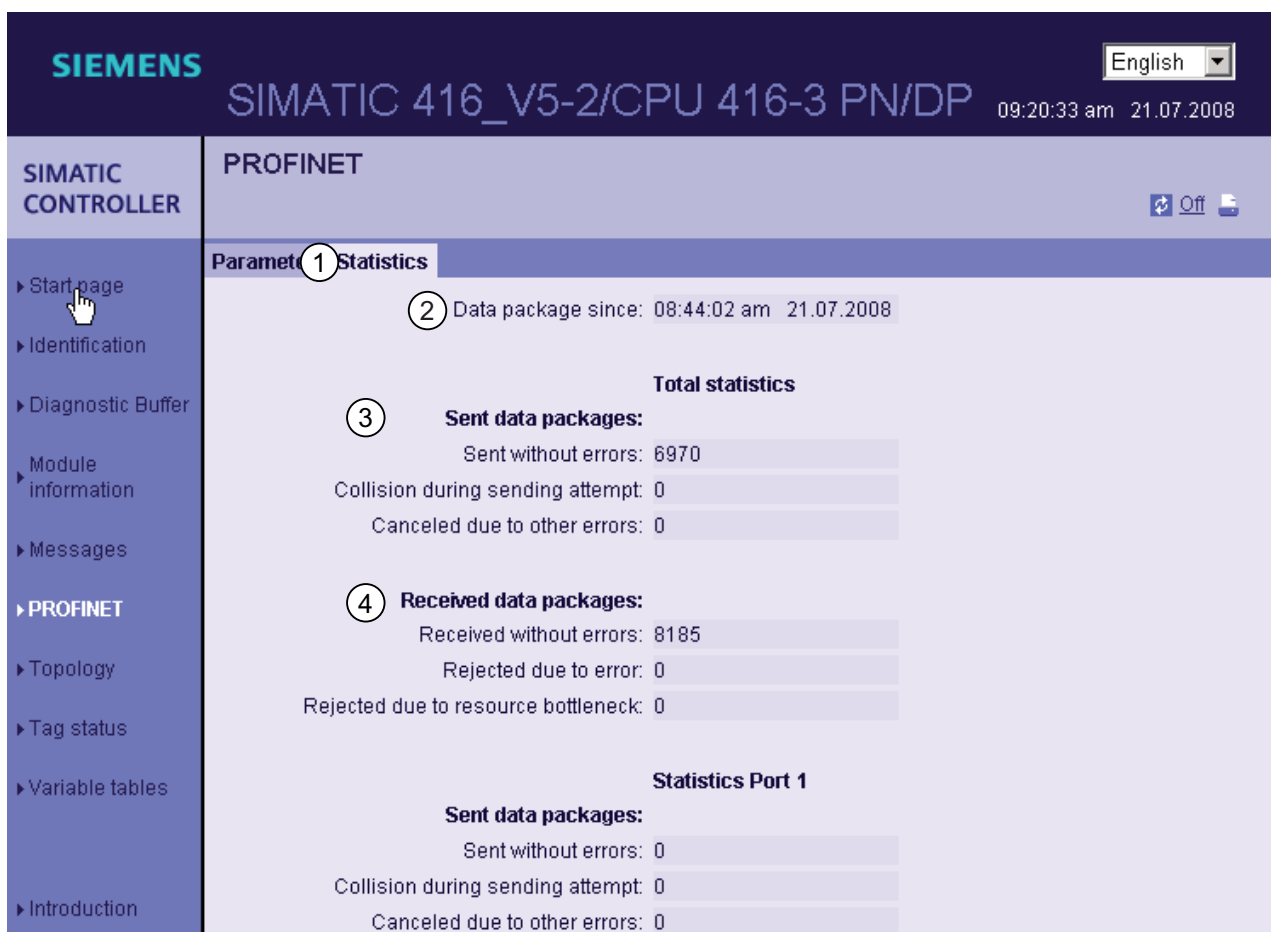 SIEMENS
English
SIMATIC 416_V5-2/CPU 416-3 PN/DP
09:20:33 am 21.07.2008
SIMATIC
CONTROLLER
PROFINET
Off
Start page
Identification
Diagnostic Buffer
Module
information
Messages
PROFINET
Topology
Tag status
Variable tables
Introduction
1 Statistics
2 Data package since: 08:44:02 am 21.07.2008
Total statistics
3 Sent data packages:
Sent without errors: 6970
Collision during sending attempt: 0
Canceled due to other errors: 0
4 Received data packages:
Received without errors: 8185
Rejected due to error: 0
Rejected due to resource bottleneck: 0
Statistics Port 1
Sent data packages:
Sent without errors: 0
Collision during sending attempt: 0
Canceled due to other errors: 0